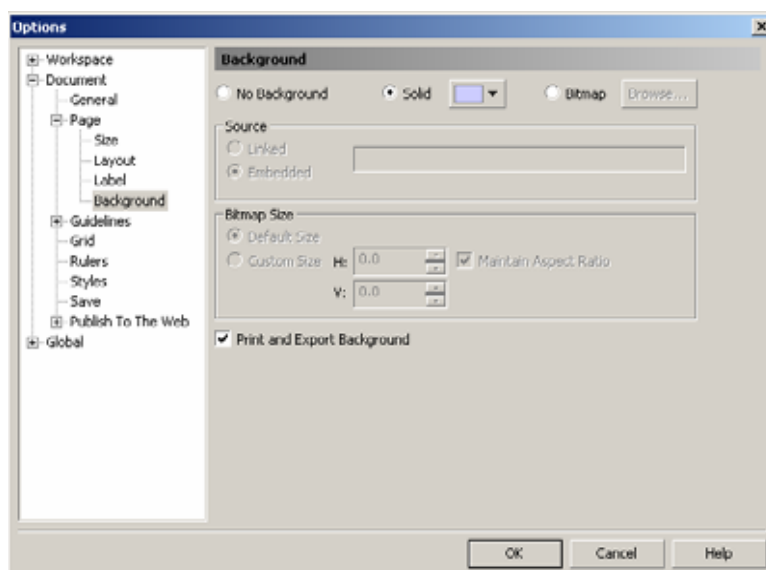 Options
Workspace
Document
General
Page
Size
Layout
Label
Background
Guidelines
Grid
Rulers
Styles
Save
Publish To The Web
Global
Background
No Background Solid Bitmap Browse...
Source
Linked
Embedded
Bitmap Size
Default Size
Custom Size H: 0.0 Maintain Aspect Ratio
V: 0.0
Print and Export Background
OK Cancel Help